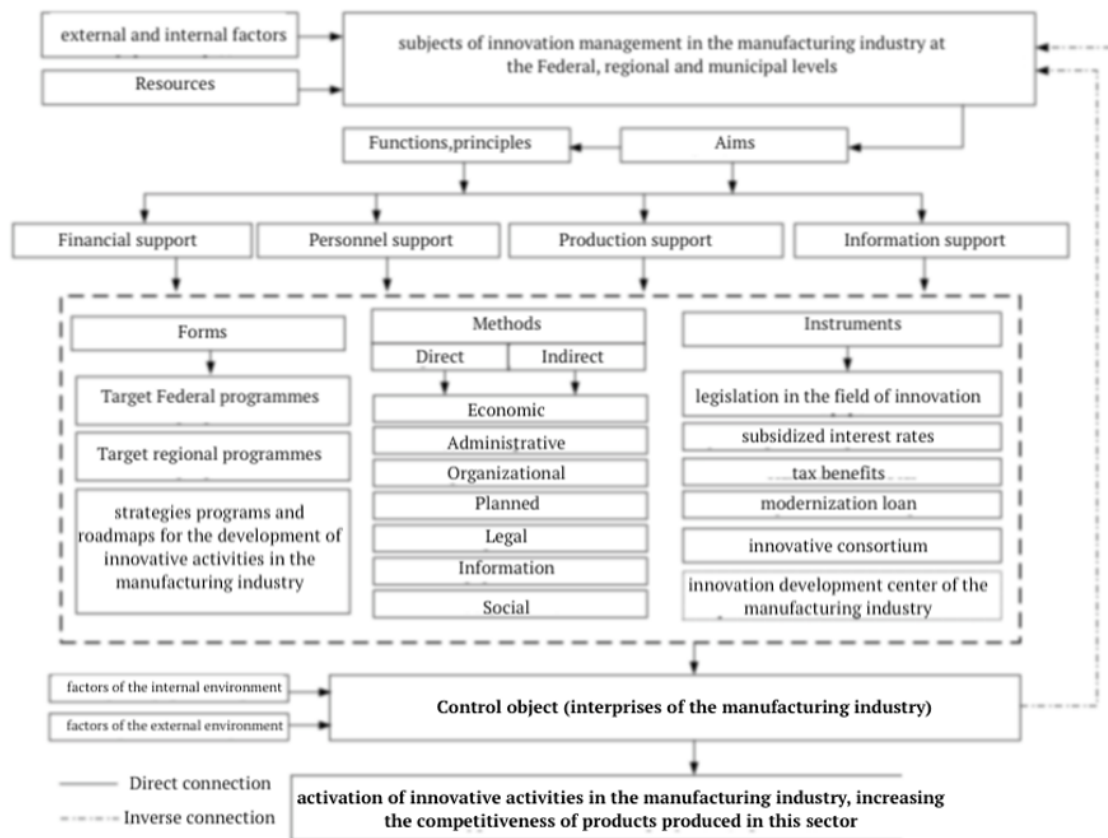 external and internal factors
subjects of innovation management in the manufacturing industry at
the Federal, regional and municipal levels
Resources
Functions,principles
Aims
Financial support
Personnel support
Production support
Information support
Forms
Target Federal programmes
Target regional programmes
strategies programs and
roadmaps for the development of
innovative activities in the
manufacturing industry
Methods
Direct
Indirect
Economic
Administrative
Organizational
Planned
Legal
Information
Social
Instruments
legislation in the field of innovation
subsidized interest rates
tax benefits
modernization loan
innovative consortium
innovation development center of the
manufacturing industry
factors of the internal environment
factors of the external environment
Control object (interprises of the manufacturing industry)
Direct connection
Inverse connection
activation of innovative activities in the manufacturing industry, increasing
the competitiveness of products produced in this sector